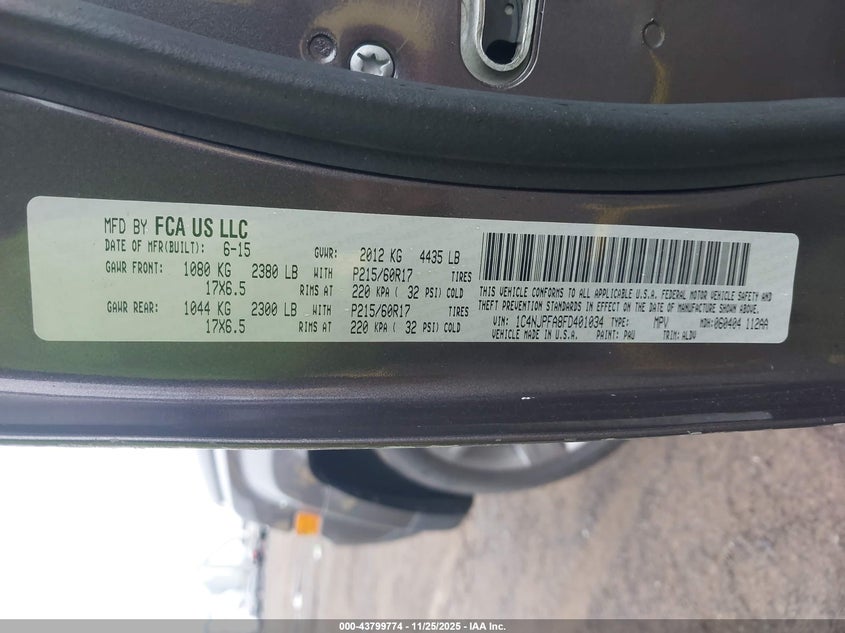 MFD BY FCA US LLC
DATE OF MFR(BUILT): 6-15 GVWR: 2012 KG 4435 LB
GAWR FRONT: 1080 KG 2380 LB WITH P215/60R17 TIRES
17X6.5 RIMS AT 220 KPA ( 32 PSI) COLD
GAWR REAR: 1044 KG 2300 LB WITH P215/60R17 TIRES
17X6.5 RIMS AT 220 KPA ( 32 PSI) COLD
THIS VEHICLE CONFORMS TO ALL APPLICABLE U.S.A. FEDERAL MOTOR VEHICLE SAFETY AND
THEFT PREVENTION STANDARDS IN EFFECT ON THE DATE OF MANUFACTURE SHOWN ABOVE.
VIN: 1C4NJPFA8FD401034 TYPE: MPV MDH: 060404 112AA
VEHICLE MADE IN U.S.A. PAINT: PAU TRIM: ALDV
000-43799774 - 11/25/2025 - IAA Inc.